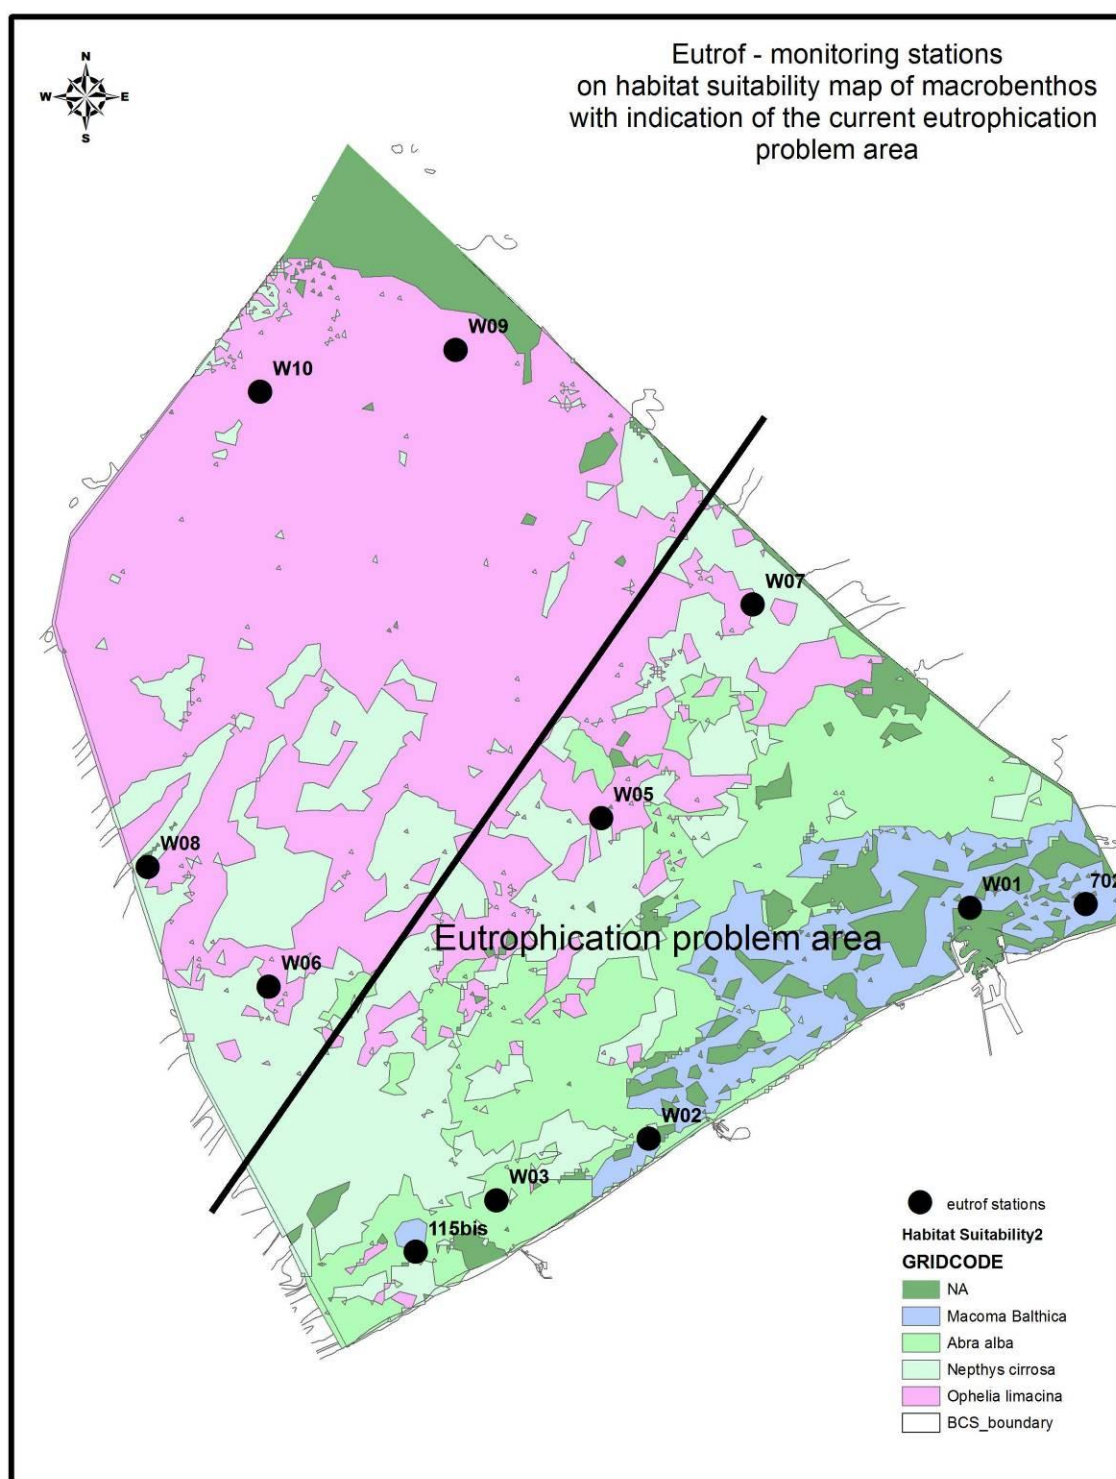 N
W E
S
Eutrof - monitoring stations
on habitat suitability map of macrobenthos
with indication of the current eutrophication
problem area
W09
W10
W07
W05
W08
W01
702
Eutrophication problem area
W06
W02
W03
115bis
eutrof stations
Habitat Suitability2
GRIDCODE
NA
Macoma Balthica
Abra alba
Nepthys cirrosa
Ophelia limacina
BCS_boundary